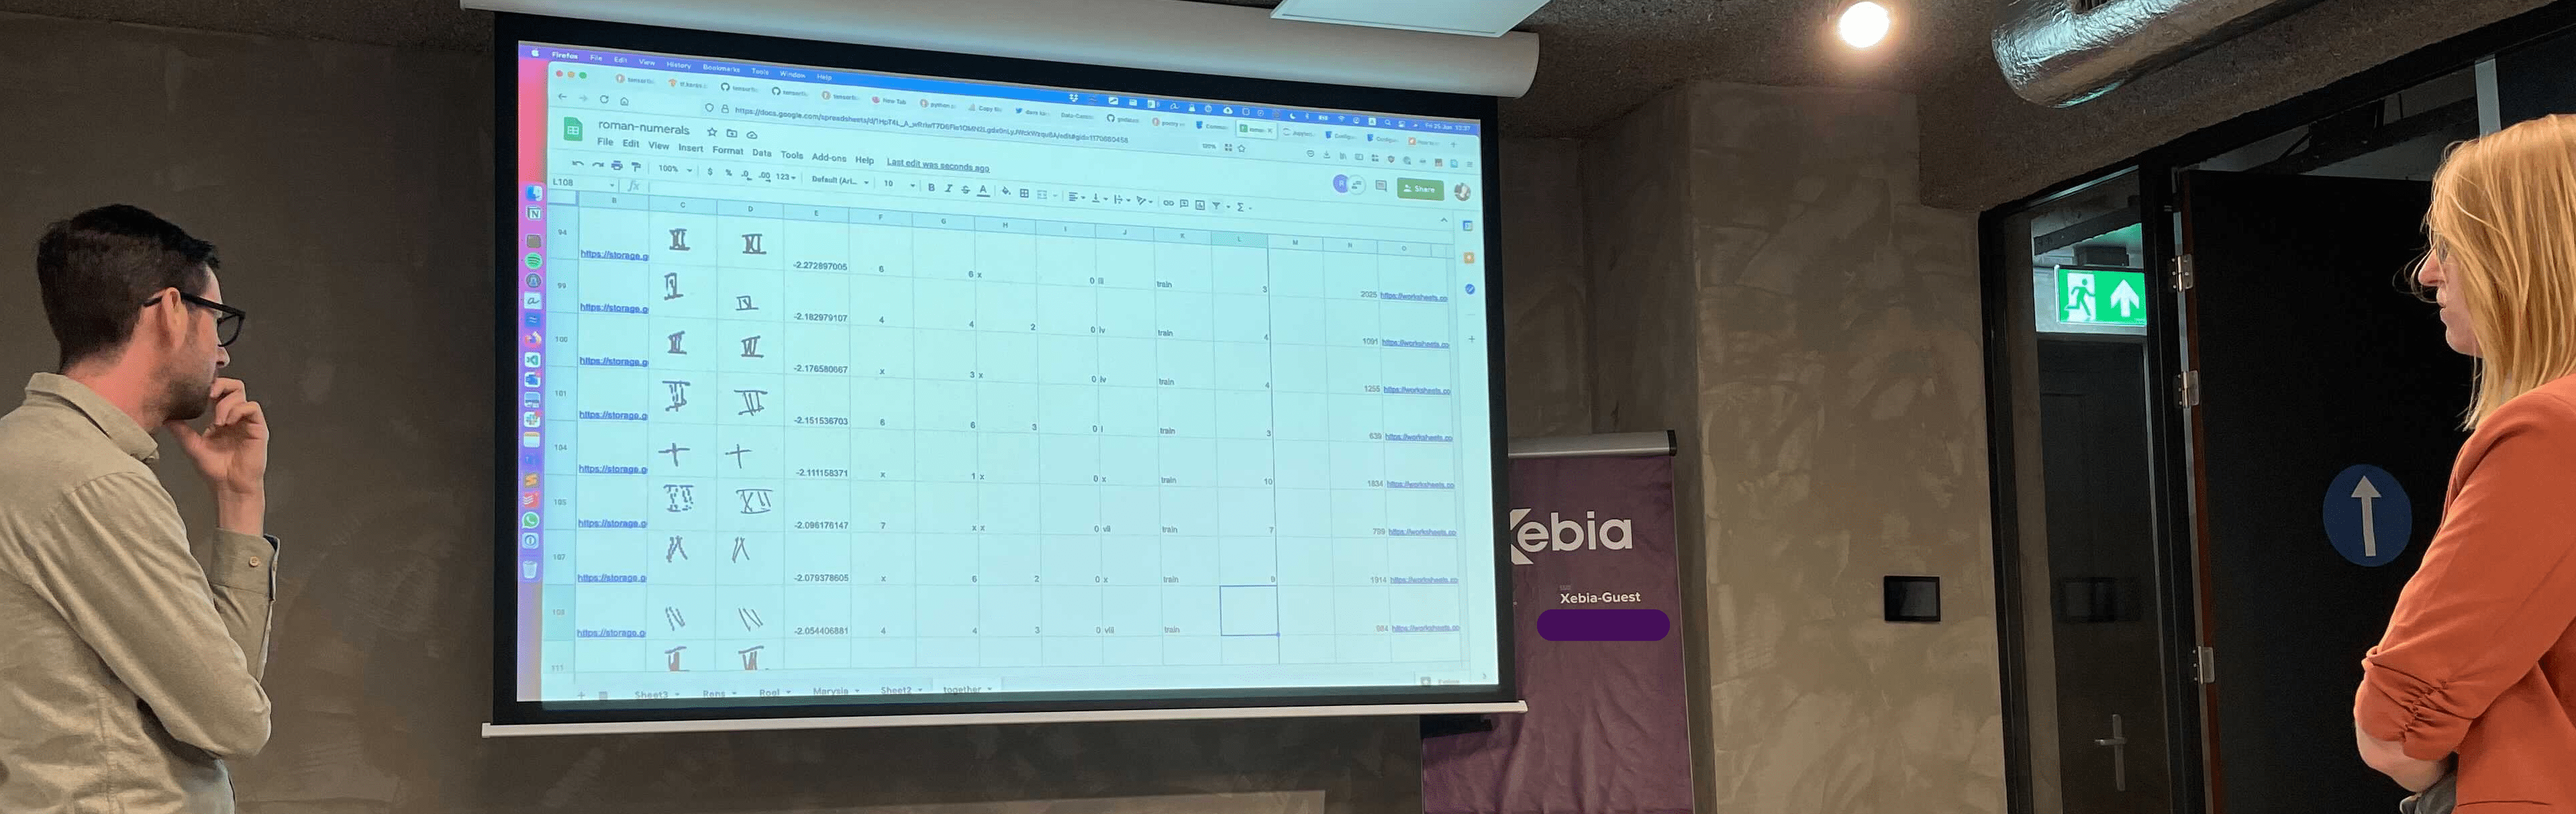 Firefox File Edit View History Bookmarks Tools Window Help
New Tab
roman-numerals
File Edit View Insert Format Data Tools Add-ons Help Last edit was seconds ago
100% $ % .0 .00 123 Default (Ari... 10 B I S A
Share
L108 fx
B C D E F G H I J K L M N O
94 https://storage.g -2.272897005 6 6 x 0 iii train 3 2025 https://worksheets.co
99 https://storage.g -2.182979107 4 4 2 0 iv train 4 1091 https://worksheets.co
100 https://storage.g -2.176580067 x 3 x 0 iv train 4 1255 https://worksheets.co
101 https://storage.g -2.151536703 6 6 3 0 i train 3 639 https://worksheets.co
104 https://storage.g -2.111158371 x 1 x 0 x train 10 1834 https://worksheets.co
105 https://storage.g -2.096176147 7 x x 0 vii train 7 799 https://worksheets.co
107 https://storage.g -2.079378605 x 6 2 0 x train 9 1914 https://worksheets.co
108 https://storage.g -2.054406881 4 4 3 0 viii train 984 https://worksheets.co
111
Sheet3 Rens Roel Marysia Sheet2 together
Xebia
Xebia-Guest